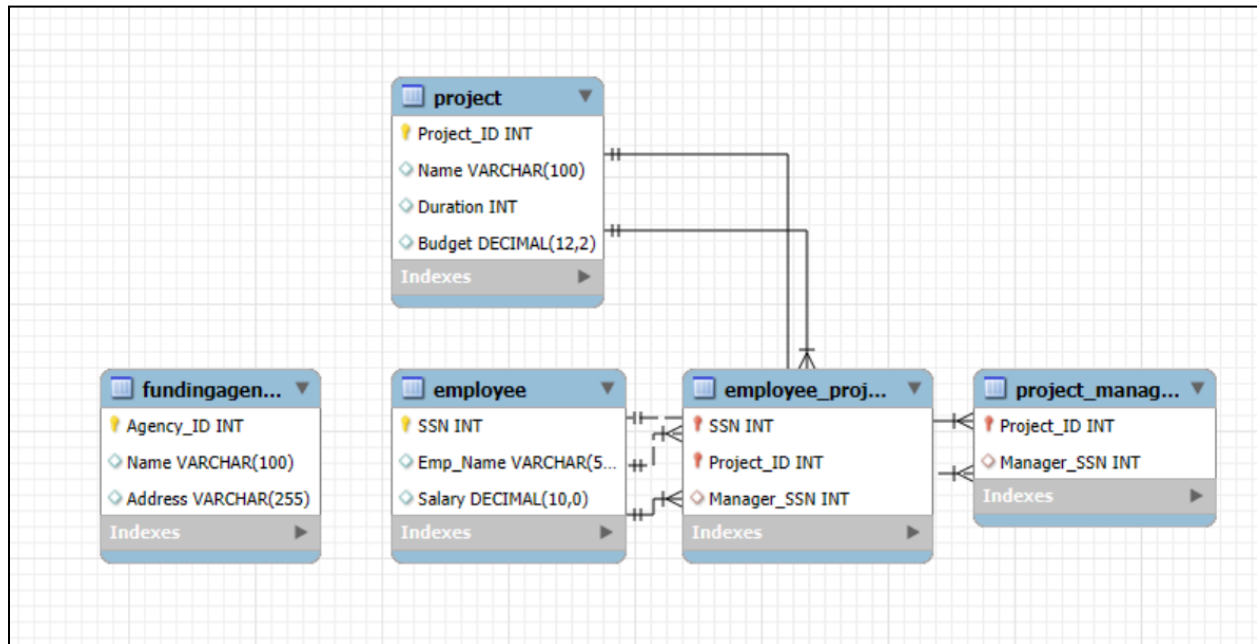 project
Project_ID INT
Name VARCHAR(100)
Duration INT
Budget DECIMAL(12,2)
Indexes
fundingagen...
Agency_ID INT
Name VARCHAR(100)
Address VARCHAR(255)
Indexes
employee
SSN INT
Emp_Name VARCHAR(5...
Salary DECIMAL(10,0)
Indexes
employee_proj...
SSN INT
Project_ID INT
Manager_SSN INT
Indexes
project_manag...
Project_ID INT
Manager_SSN INT
Indexes